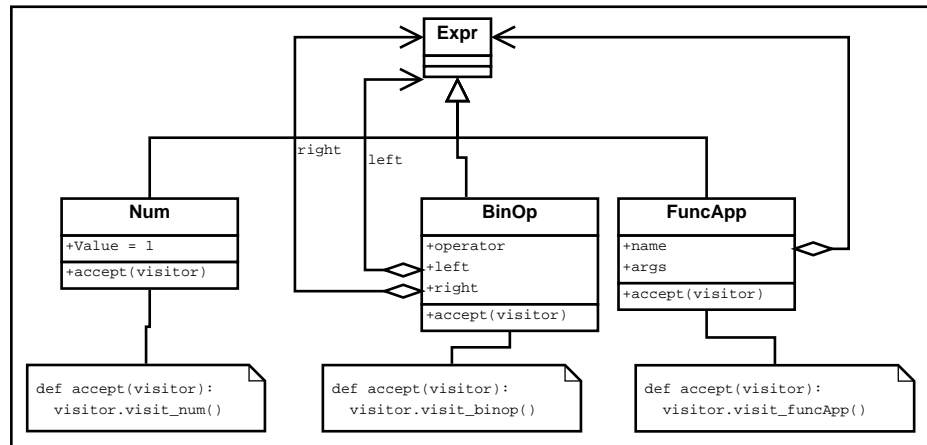 Expr
right
left
Num
+Value = 1
+accept(visitor)
BinOp
+operator
+left
+right
+accept(visitor)
FuncApp
+name
+args
+accept(visitor)
def accept(visitor):
visitor.visit_num()
def accept(visitor):
visitor.visit_binop()
def accept(visitor):
visitor.visit_funcApp()